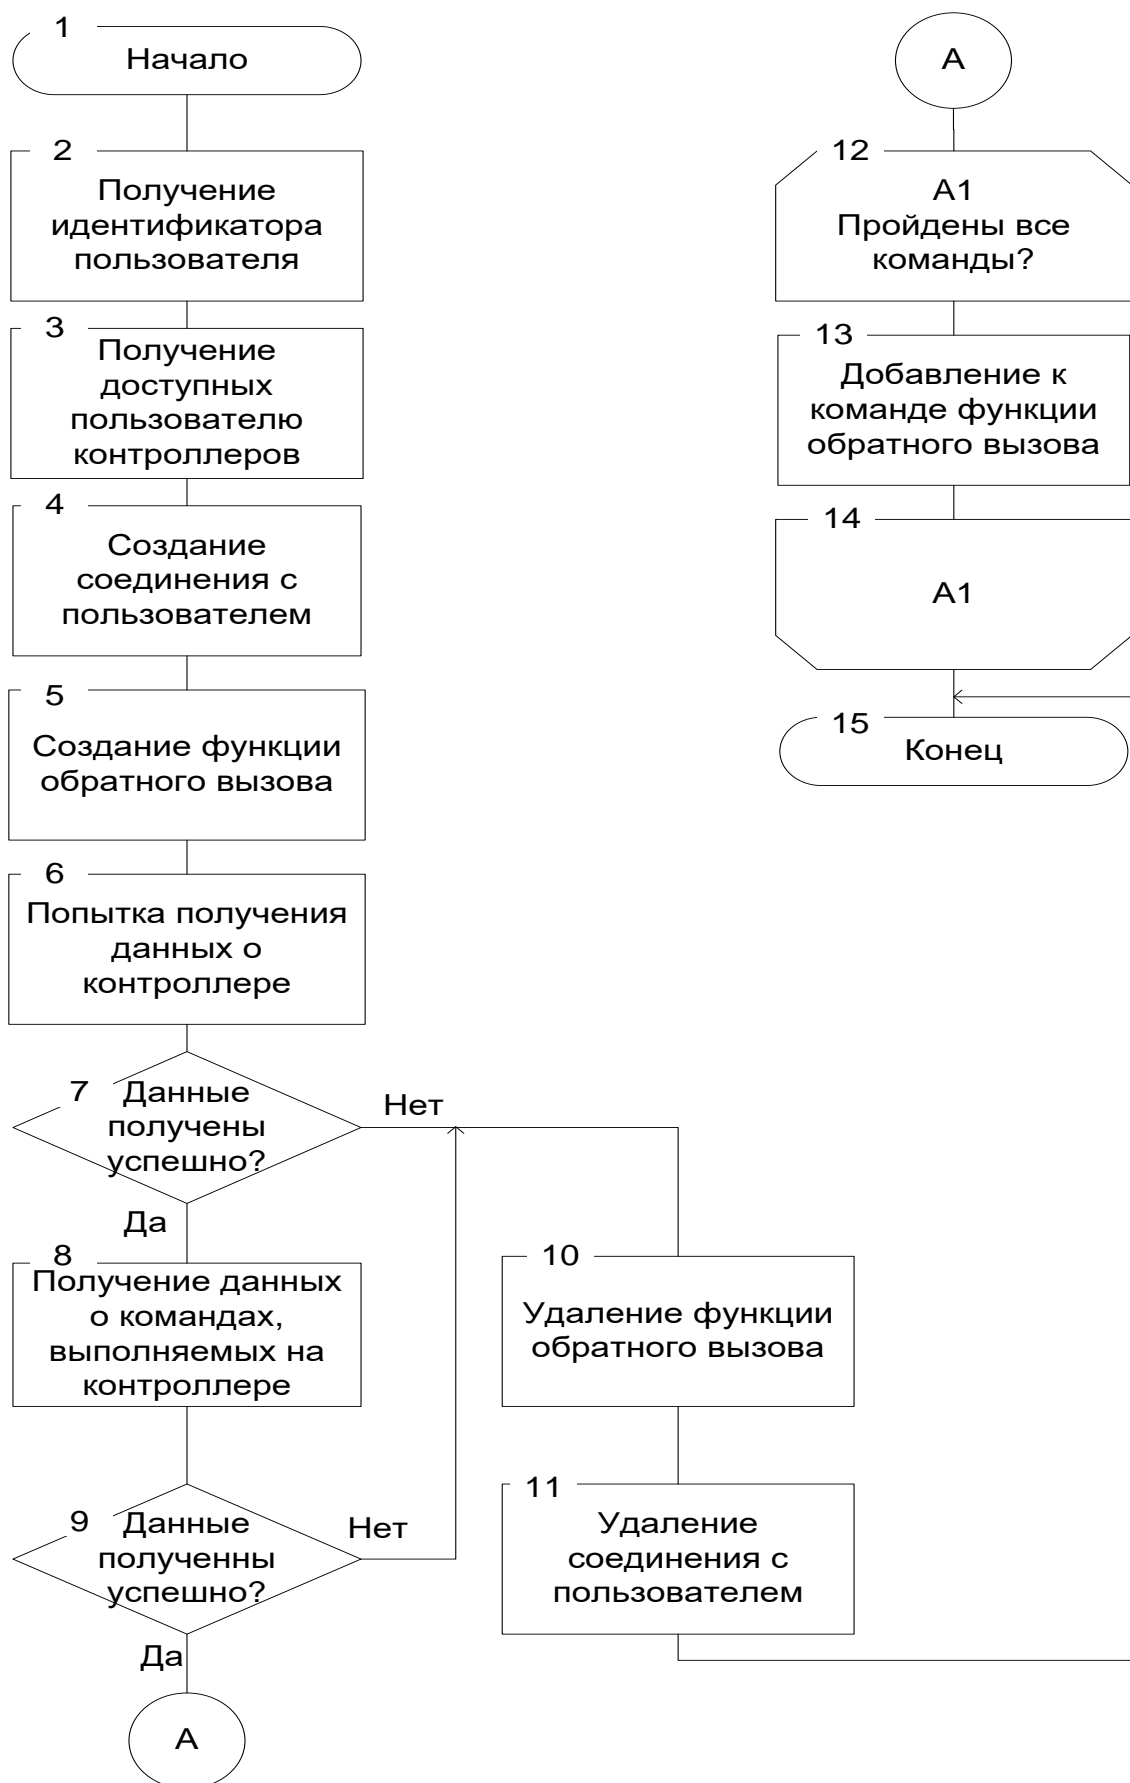 1
Начало
2
Получение
идентификатора
пользователя
3
Получение
доступных
пользователю
контроллеров
4
Создание
соединения с
пользователем
5
Создание функции
обратного вызова
6
Попытка получения
данных о
контроллере
7
Данные
получены
успешно?
Нет
Да
8
Получение данных
о командах,
выполняемых на
контроллере
9
Данные
полученны
успешно?
Нет
Да
А
10
Удаление функции
обратного вызова
11
Удаление
соединения с
пользователем
А
12
А1
Пройдены все
команды?
13
Добавление к
команде функции
обратного вызова
14
А1
15
Конец